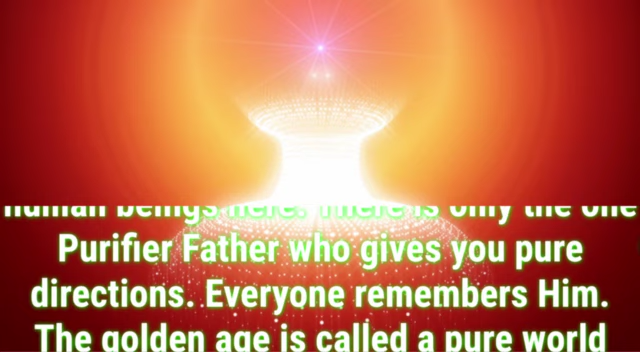 human beings here. There is only the one
Purifier Father who gives you pure
directions. Everyone remembers Him.
The golden age is called a pure world